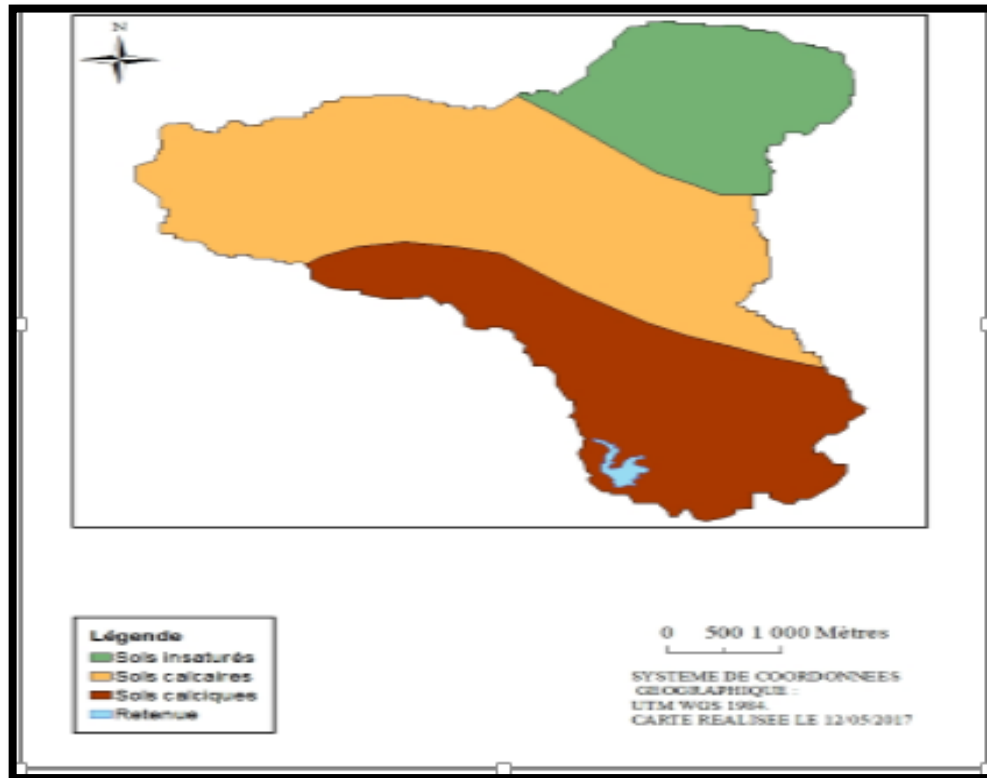 N
Légende
Sols insaturés
Sols calcaires
Sols calciques
Retenue
0 500 1 000 Mètres
SYSTEME DE COORDONNEES
GEOGRAPHIQUE :
UTM WGS 1984.
CARTE REALISEE LE 12/05/2017